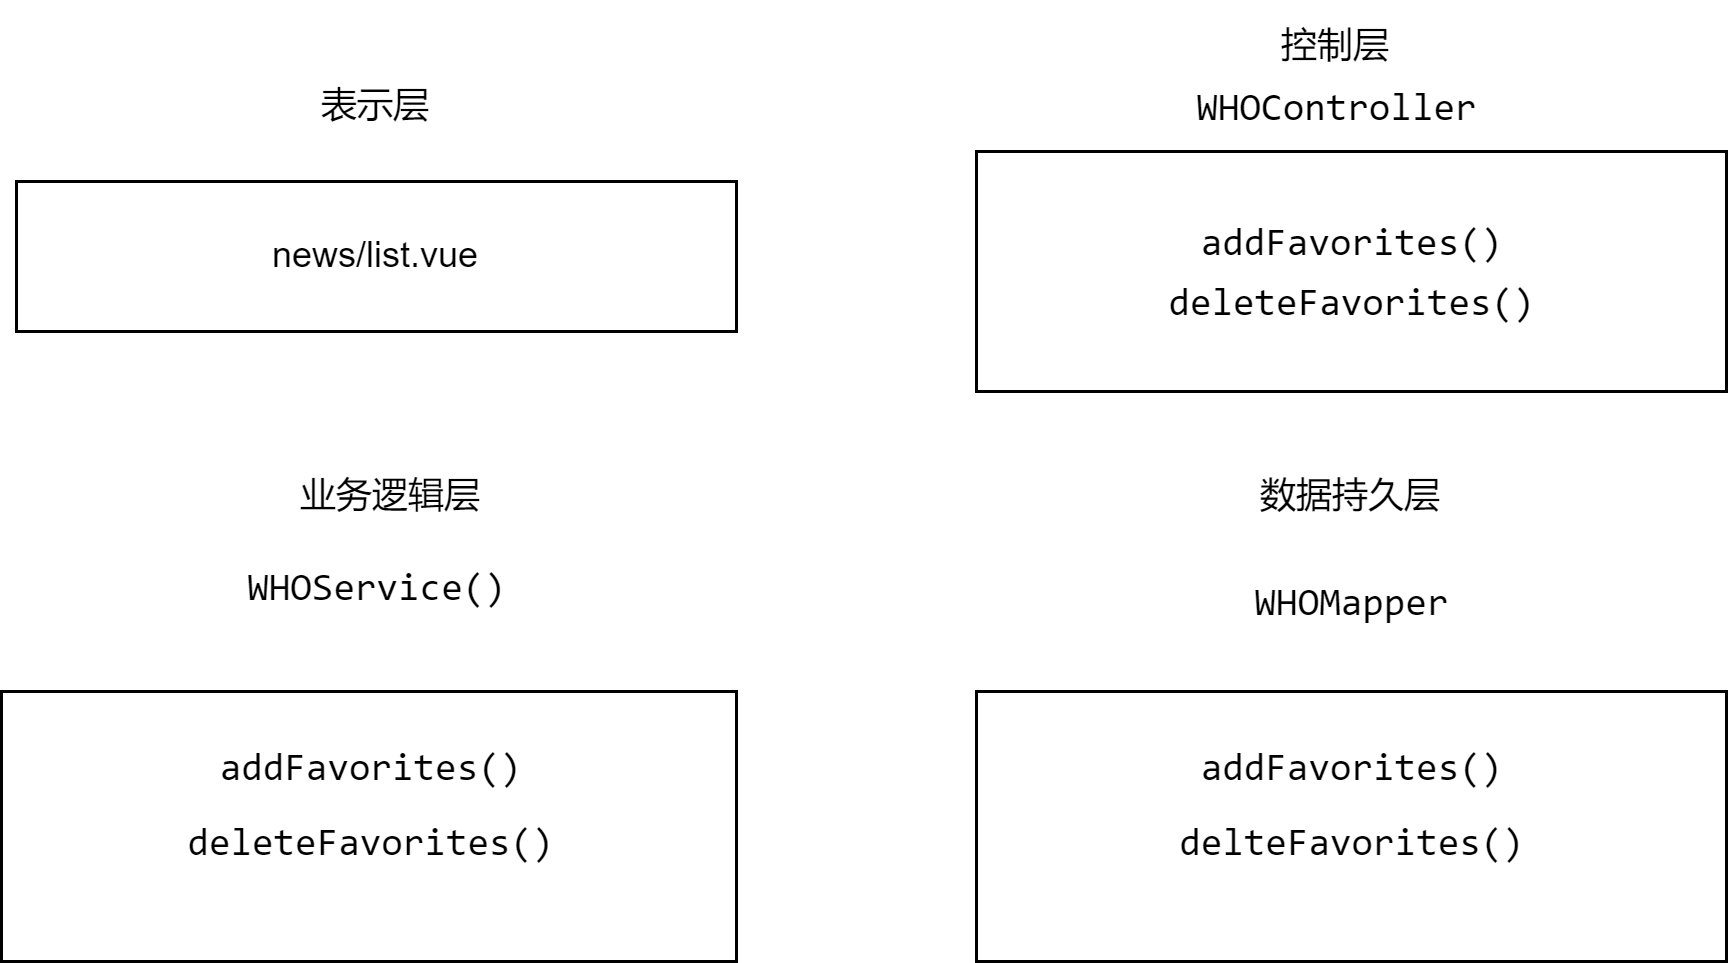 表示层
news/list.vue
控制层
WHOController
addFavorites()
deleteFavorites()
业务逻辑层
WHOService()
addFavorites()
deleteFavorites()
数据持久层
WHOMapper
addFavorites()
delteFavorites()